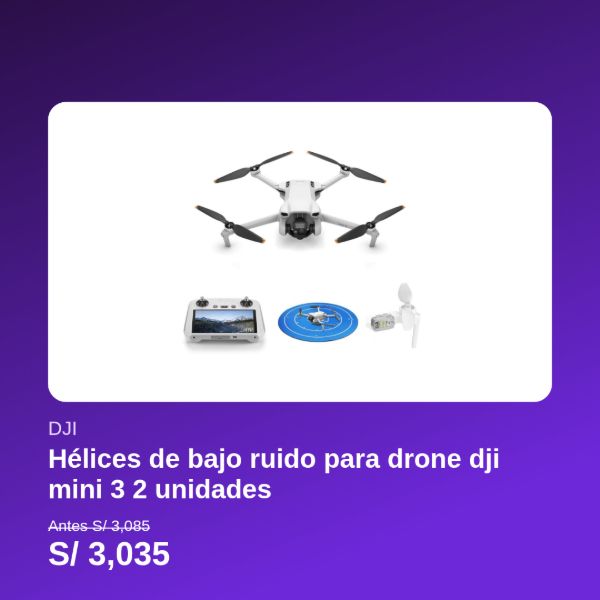 DJI
Hélices de bajo ruido para drone dji
mini 3 2 unidades
Antes S/ 3,085
S/ 3,035